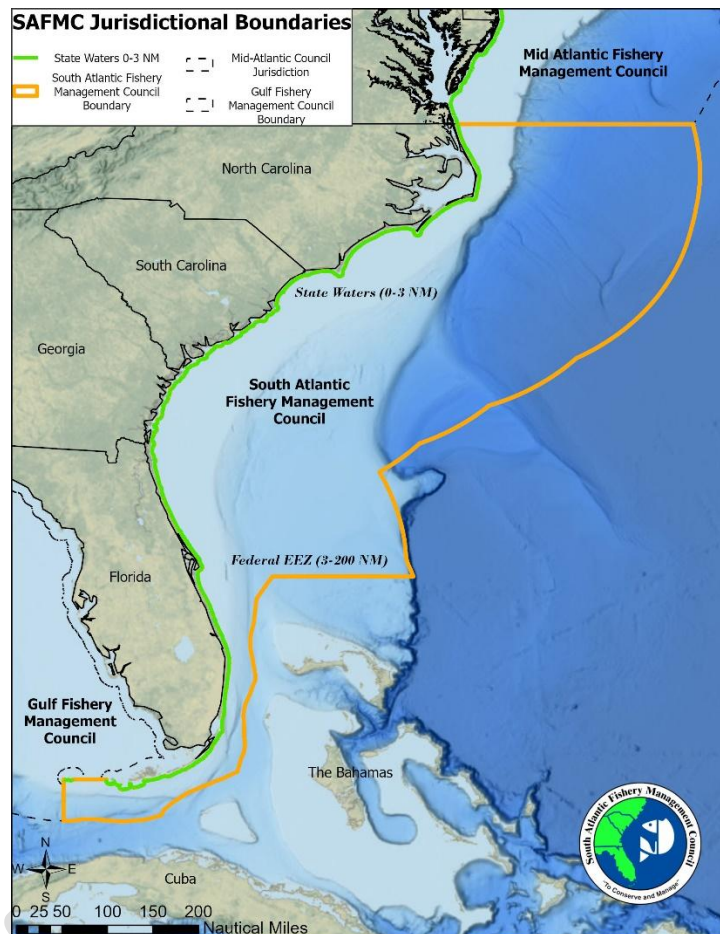 SAFMC Jurisdictional Boundaries
State Waters 0-3 NM
South Atlantic Fishery
Management Council
Boundary
Mid-Atlantic Council
Jurisdiction
Gulf Fishery
Management Council
Boundary
Mid Atlantic Fishery
Management Council
North Carolina
South Carolina
State Waters (0-3 NM)
Georgia
South Atlantic
Fishery Management
Council
Federal EEZ (3-200 NM)
Florida
Gulf Fishery
Management
Council
The Bahamas
Cuba
N
W E
S
0 25 50 100 150 200
Nautical Miles
South Atlantic Fishery Management Council
"To Conserve and Manage"